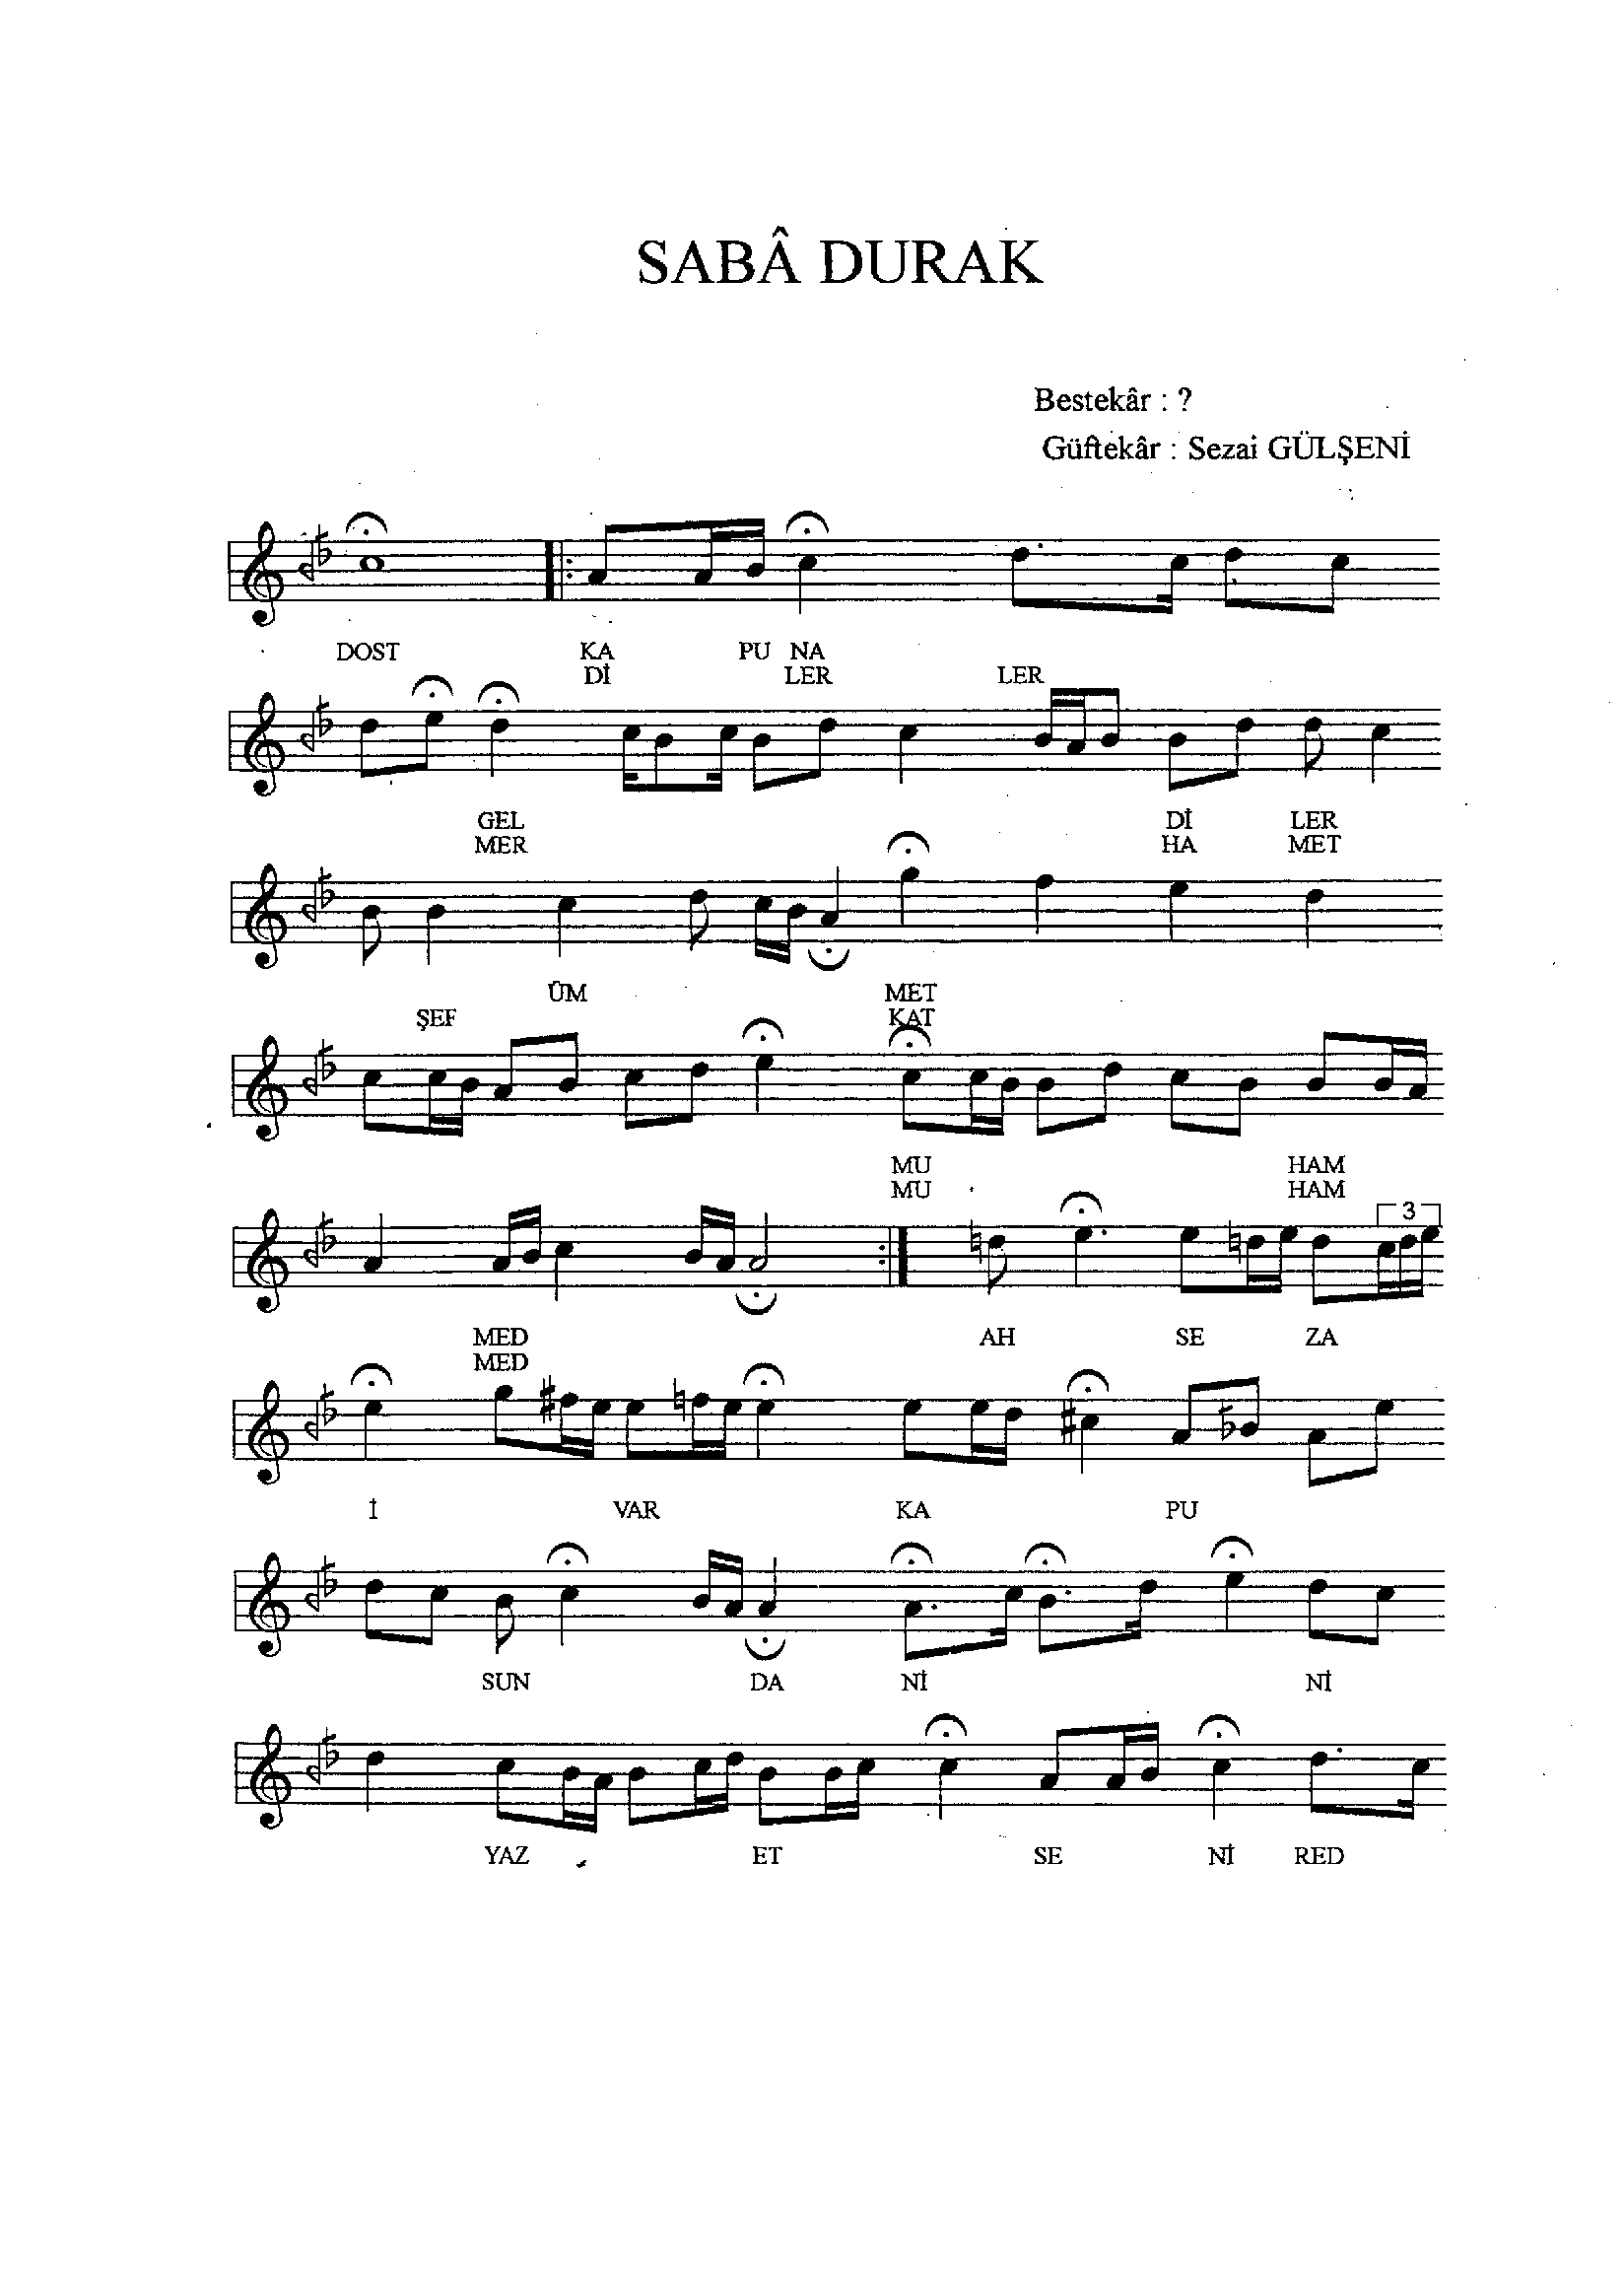 SABÂ DURAK
Bestekâr : ?
Güftekâr : Sezai GÜLŞENİ
DOST KA PU NA
Dİ LER LER
GEL Dİ LER
MER HA MET
ÜM MET
ŞEF KAT
MU HAM
MU HAM
3
MED AH SE ZA
MED
İ VAR KA PU
SUN DA Nİ Nİ
YAZ ET SE Nİ RED